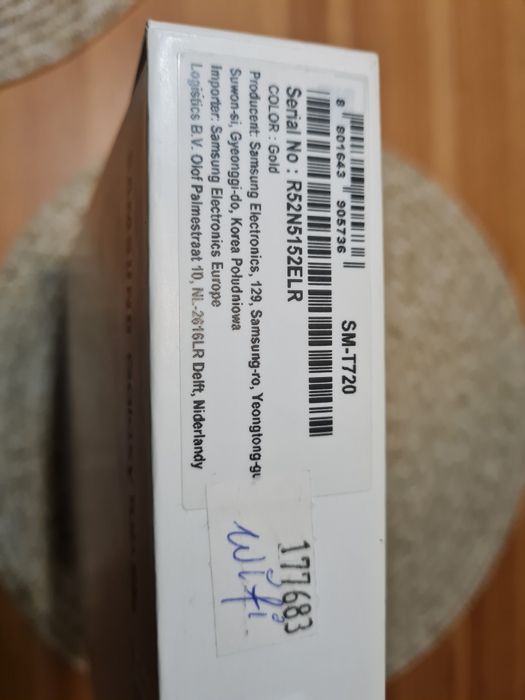 8 801643 905736
SM-T720
Serial No : R52N5152ELR
COLOR : Gold
Producent: Samsung Electronics, 129, Samsung-ro, Yeongtong-gu
Suwon-si, Gyeonggi-do, Korea Południowa
Importer: Samsung Electronics Europe
Logistics B.V. Olof Palmestraat 10, NL-2616LR Delft, Niderlandy
177683
wifi